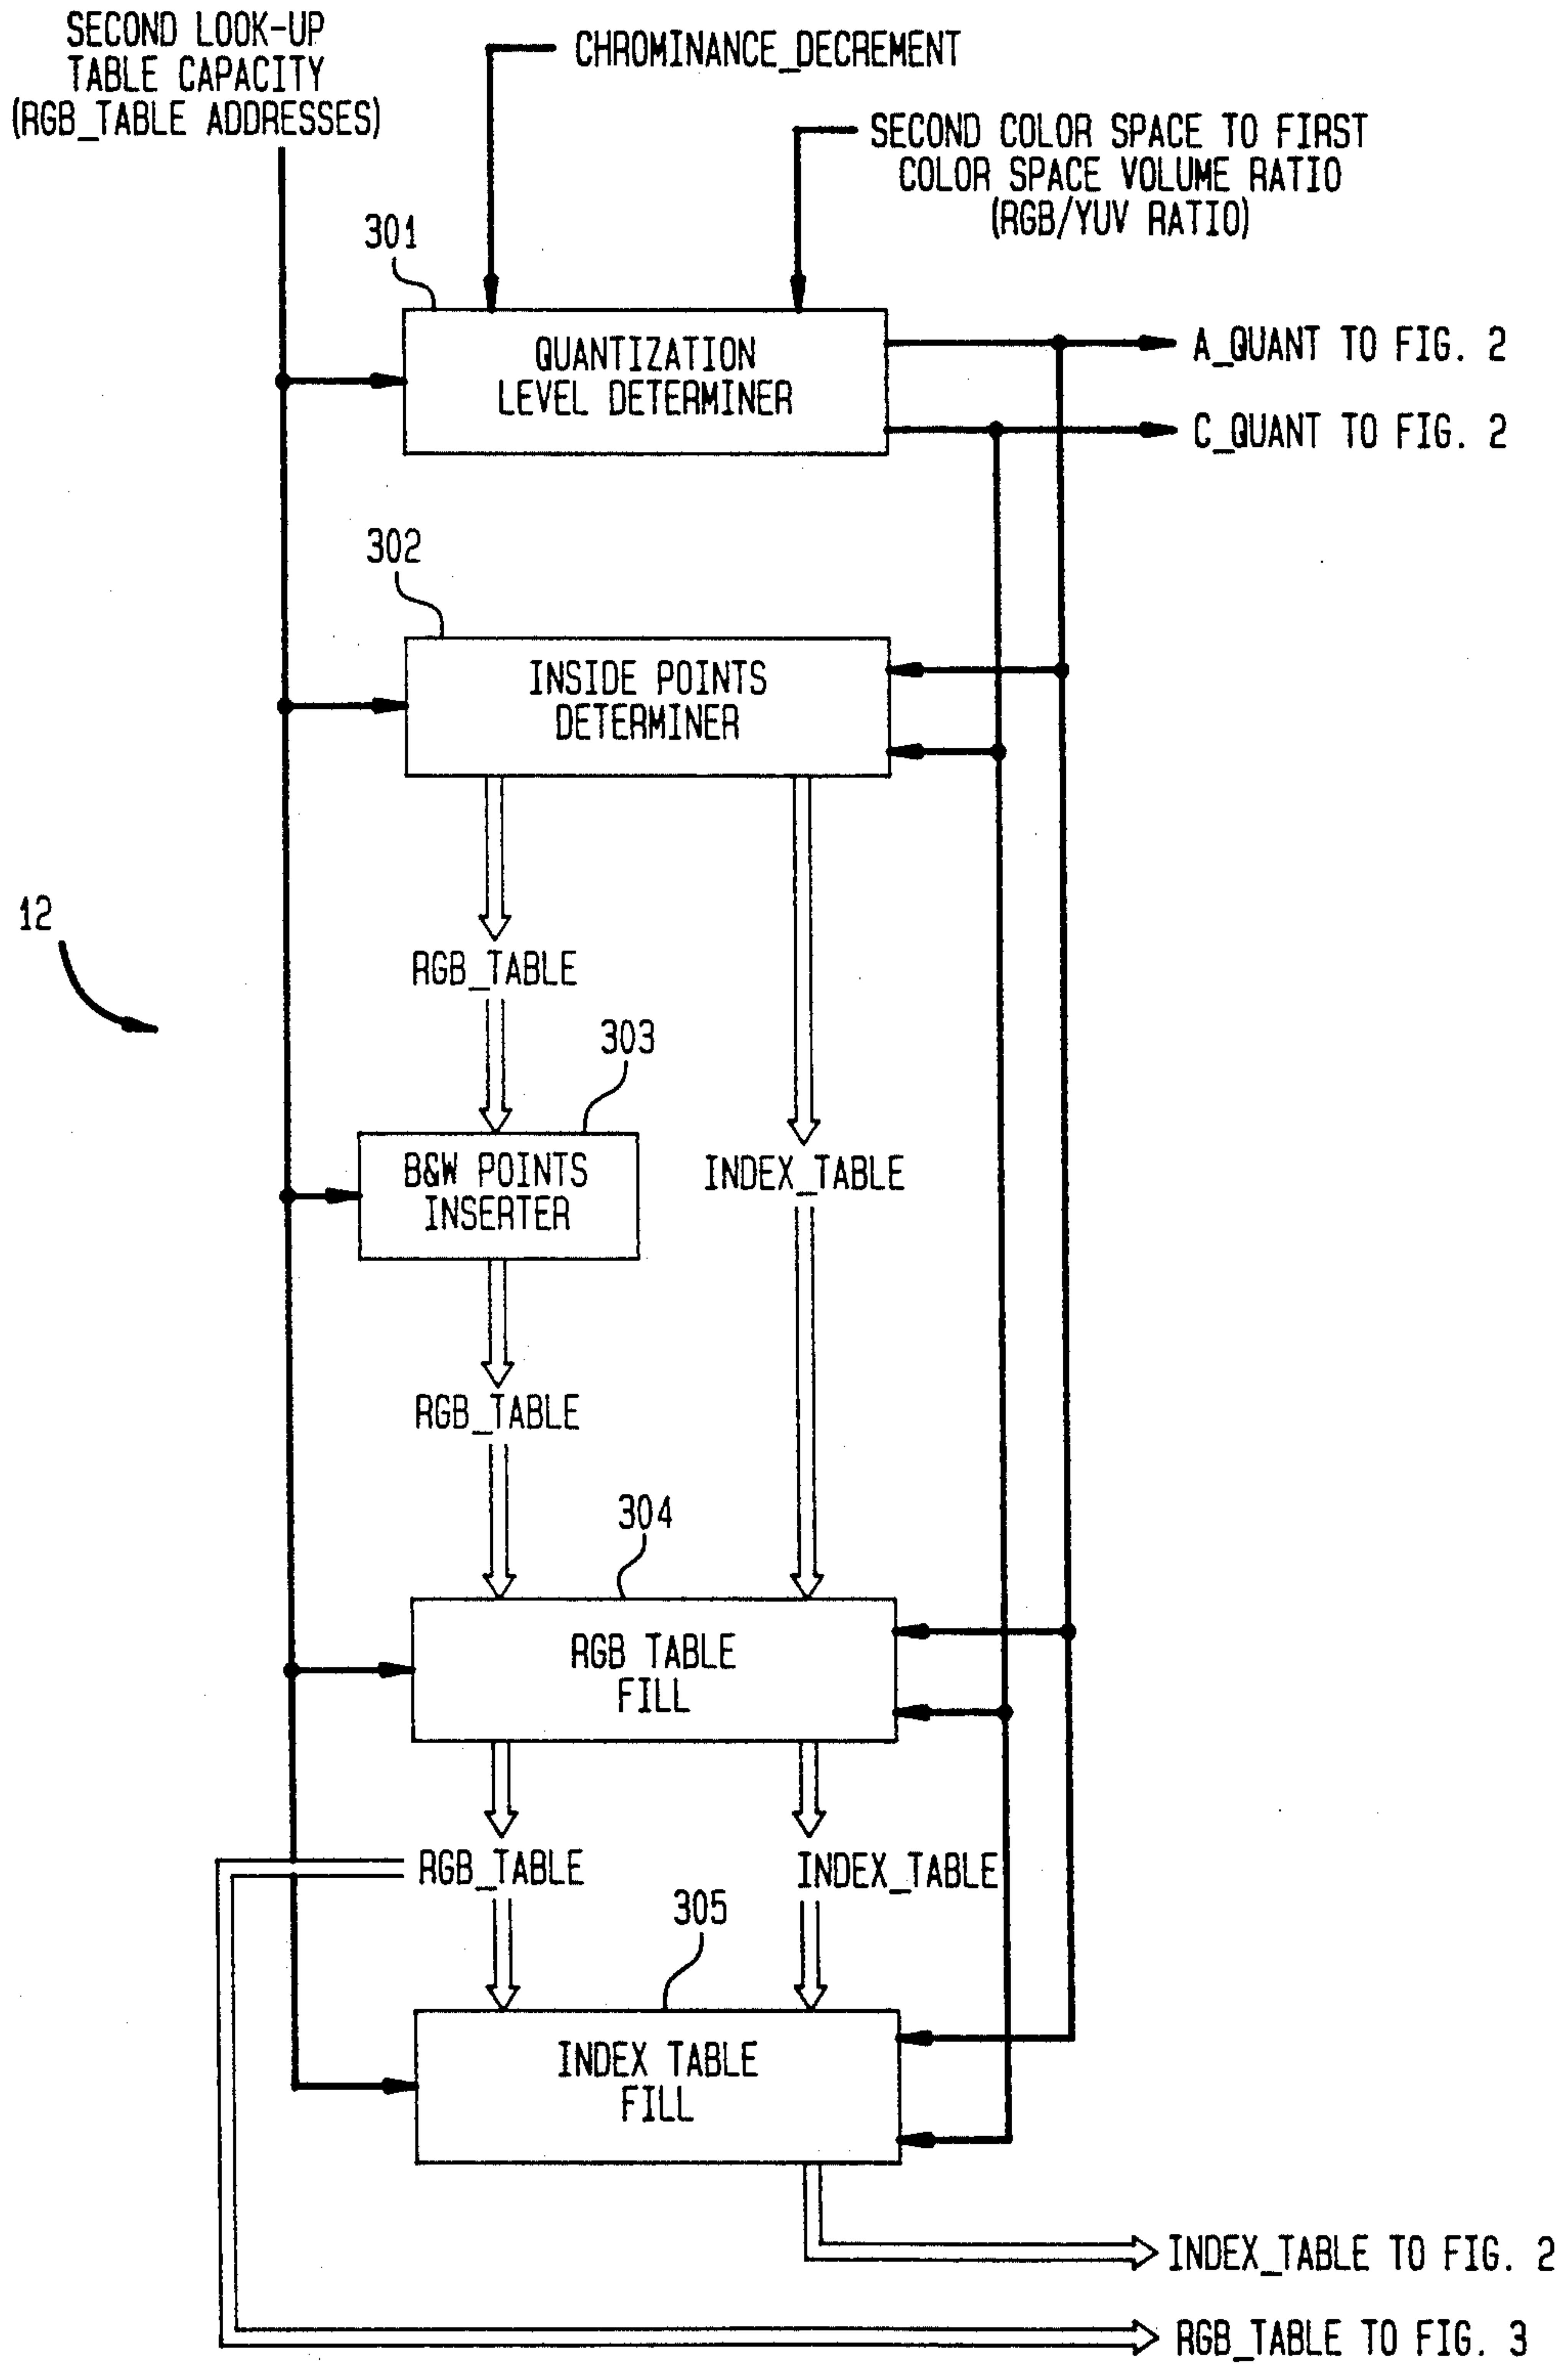 SECOND LOOK-UP
TABLE CAPACITY
(RGB_TABLE ADDRESSES)
CHROMINANCE_DECREMENT
SECOND COLOR SPACE TO FIRST
COLOR SPACE VOLUME RATIO
(RGB/YUV RATIO)
301
QUANTIZATION
LEVEL DETERMINER
A_QUANT TO FIG. 2
C_QUANT TO FIG. 2
302
INSIDE POINTS
DETERMINER
12
RGB_TABLE
303
B&W POINTS
INSERTER
INDEX_TABLE
RGB_TABLE
304
RGB TABLE
FILL
RGB_TABLE
INDEX_TABLE
305
INDEX TABLE
FILL
INDEX_TABLE TO FIG. 2
RGB_TABLE TO FIG. 3